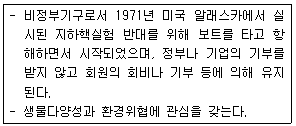 - 비정부기구로서 1971년 미국 알래스카에서 실
시된 지하핵실험 반대를 위해 보트를 타고 항
해하면서 시작되었으며, 정부나 기업의 기부를
받지 않고 회원의 회비나 기부 등에 의해 유지
된다.
- 생물다양성과 환경위협에 관심을 갖는다.